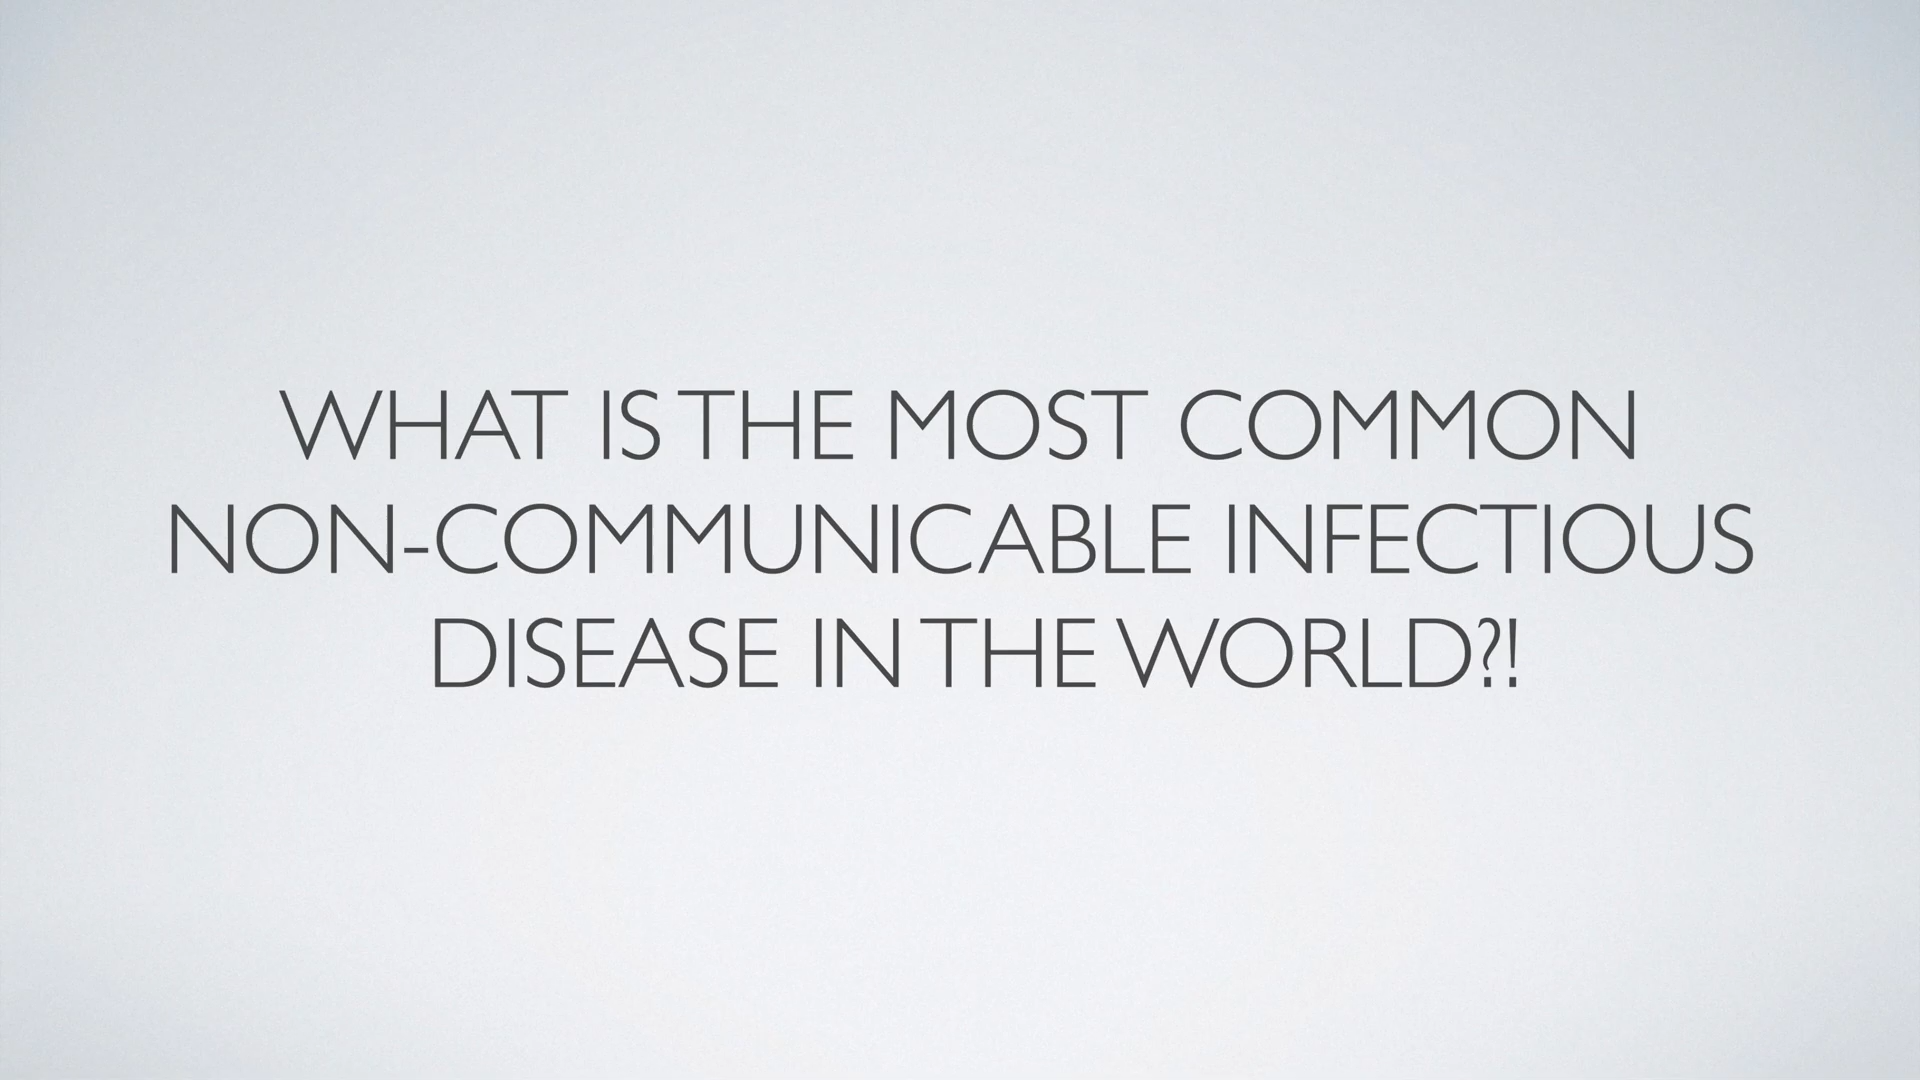 WHAT IS THE MOST COMMON
NON-COMMUNICABLE INFECTIOUS
DISEASE IN THE WORLD?!